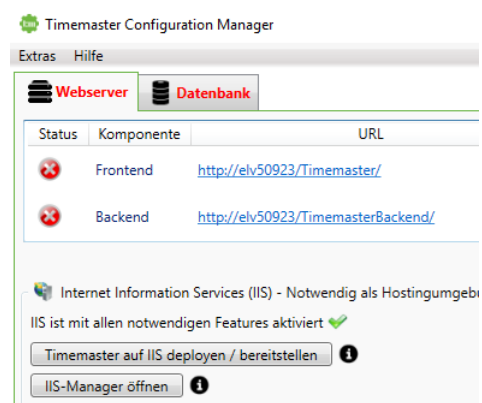 Timemaster Configuration Manager
Extras Hilfe
Webserver Datenbank
Status Komponente URL
Frontend http://elv50923/Timemaster/
Backend http://elv50923/TimemasterBackend/
Internet Information Services (IIS) - Notwendig als Hostingumgebu
IIS ist mit allen notwendigen Features aktiviert
Timemaster auf IIS deployen / bereitstellen
IIS-Manager öffnen